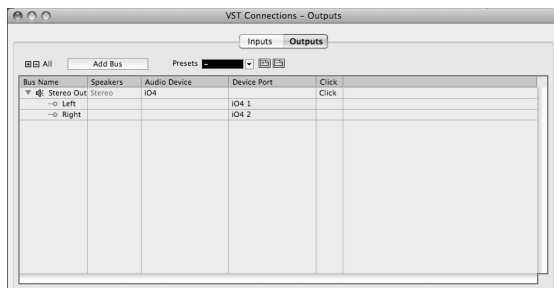 VST Connections – Outputs
Inputs Outputs
All Add Bus Presets –
Bus Name Speakers Audio Device Device Port Click
Stereo Out Stereo iO4 Click
Left iO4 1
Right iO4 2